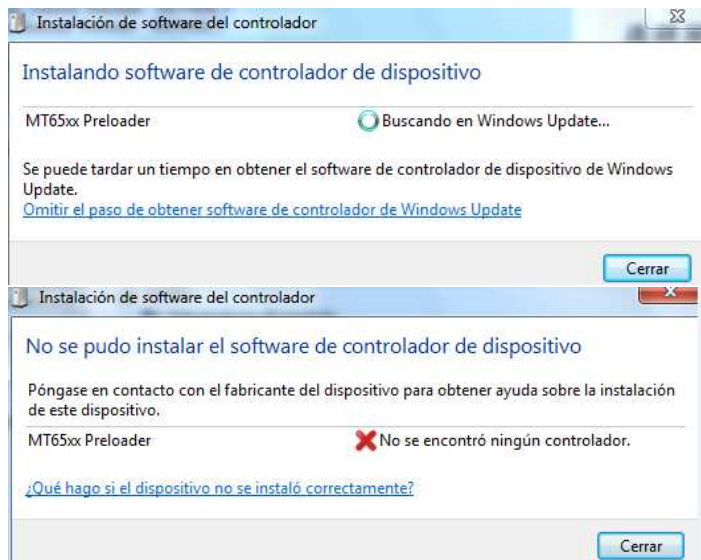 Instalación de software del controlador
Instalando software de controlador de dispositivo
MT65xx Preloader
Buscando en Windows Update...
Se puede tardar un tiempo en obtener el software de controlador de dispositivo de Windows
Update.
Omitir el paso de obtener software de controlador de Windows Update
Cerrar
Instalación de software del controlador
No se pudo instalar el software de controlador de dispositivo
Póngase en contacto con el fabricante del dispositivo para obtener ayuda sobre la instalación
de este dispositivo.
MT65xx Preloader
No se encontró ningún controlador.
¿Qué hago si el dispositivo no se instaló correctamente?
Cerrar